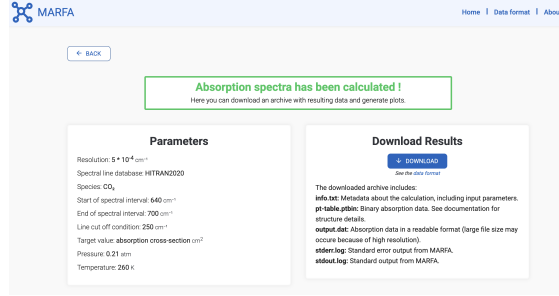 MARFA
Home | Data format | Abou
← BACK
Absorption spectra has been calculated !
Here you can download an archive with resulting data and generate plots.
Parameters
Resolution: 5 * 10⁻⁴ cm⁻¹
Spectral line database: HITRAN2020
Species: CO₂
Start of spectral interval: 640 cm⁻¹
End of spectral interval: 700 cm⁻¹
Line cut off condition: 250 cm⁻¹
Target value: absorption cross-section cm²
Pressure: 0.21 atm
Temperature: 260 K
Download Results
↓ DOWNLOAD
See the data format
The downloaded archive includes:
info.txt: Metadata about the calculation, including input parameters.
pt-table.ptbin: Binary absorption data. See documentation for
structure details.
output.dat: Absorption data in a readable format (large file size may
occure because of high resolution).
stderr.log: Standard error output from MARFA.
stdout.log: Standard output from MARFA.